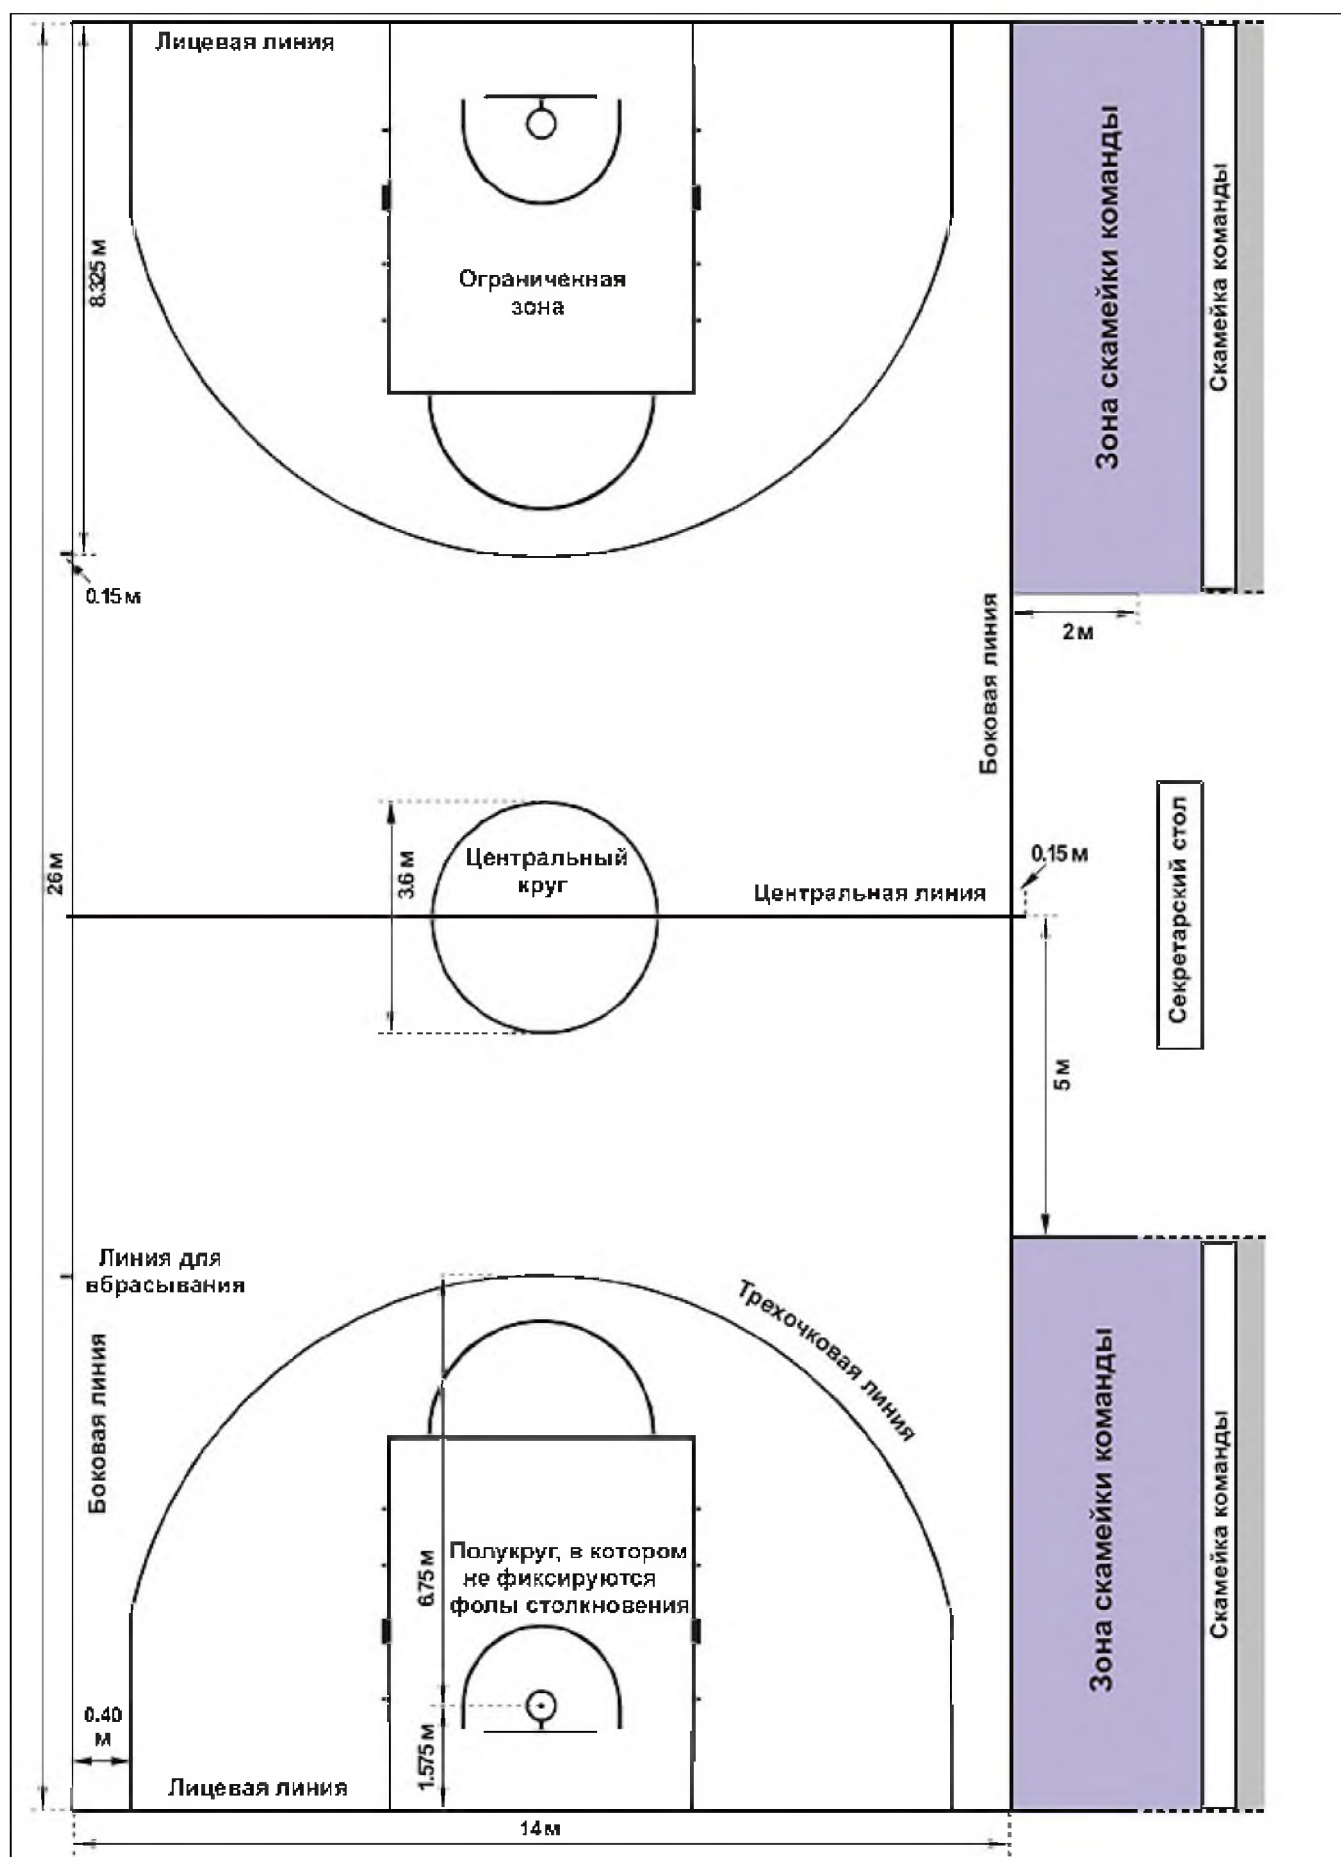 Лицевая линия
8.325 м
0.15 м
Ограниченная
зона
Зона скамейки команды
Скамейка команды
2 м
Боковая линия
26 м
3.6 м
Центральный
круг
Центральная линия
0.15 м
Секретарский стол
5 м
Линия для
вбрасывания
Боковая линия
Трехочковая линия
6.75 м
Полукруг, в котором
не фиксируются
фолы столкновения
Зона скамейки команды
Скамейка команды
0.40
м
1.575 м
Лицевая линия
14 м